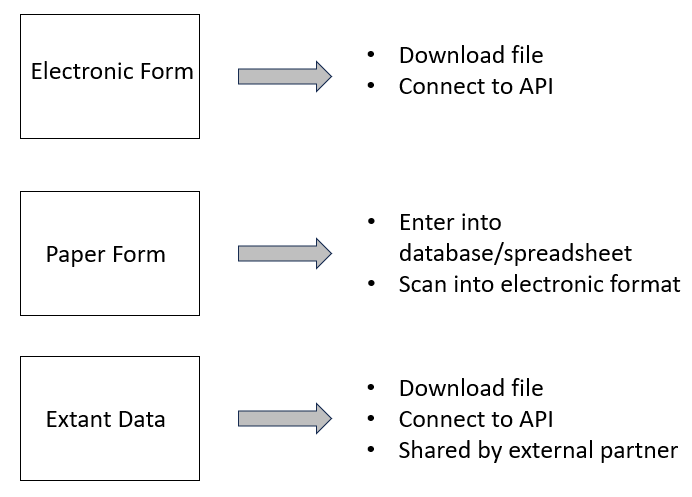 Electronic Form
• Download file
• Connect to API
Paper Form
• Enter into
database/spreadsheet
• Scan into electronic format
Extant Data
• Download file
• Connect to API
• Shared by external partner